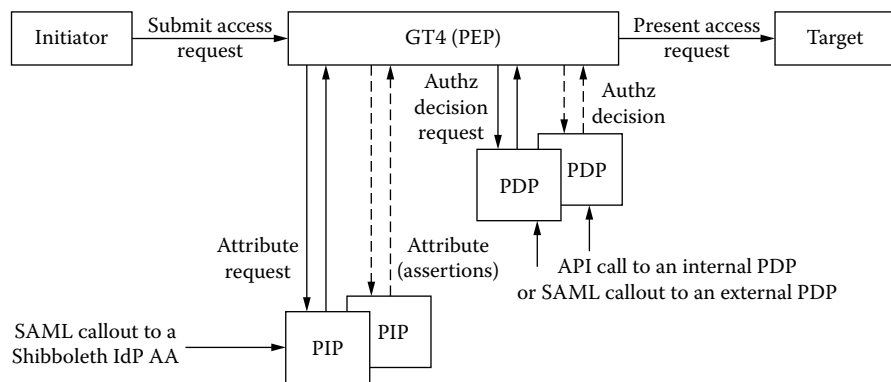 Initiator
Submit access
request
GT4 (PEP)
Present access
request
Target
Authz
decision
request
Authz
decision
PDP
PDP
Attribute
request
Attribute
(assertions)
API call to an internal PDP
or SAML callout to an external PDP
SAML callout to a
Shibboleth IdP AA
PIP
PIP